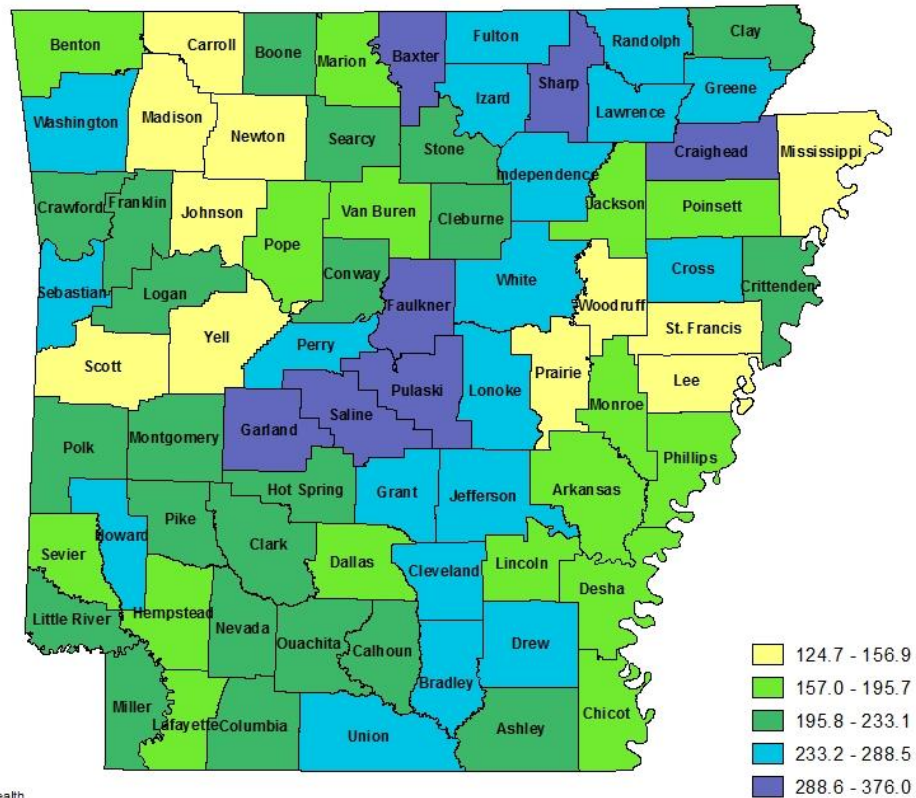 Benton
Carroll
Boone
Marion
Baxter
Fulton
Randolph
Clay
Sharp
Izard
Greene
Lawrence
Washington
Madison
Newton
Searcy
Stone
Independence
Craighead
Mississippi
Crawford
Franklin
Johnson
Pope
Van Buren
Cleburne
Jackson
Poinsett
Sebastian
Logan
Conway
Faulkner
White
Woodruff
Cross
Crittenden
Scott
Yell
Perry
Pulaski
Lonoke
Prairie
St. Francis
Lee
Monroe
Garland
Saline
Polk
Montgomery
Hot Spring
Grant
Jefferson
Arkansas
Phillips
Howard
Pike
Clark
Sevier
Dallas
Cleveland
Lincoln
Desha
Little River
Hempstead
Nevada
Ouachita
Calhoun
Drew
Bradley
Miller
Lafayette
Columbia
Union
Ashley
Chicot
124.7 - 156.9
157.0 - 195.7
195.8 - 233.1
233.2 - 288.5
288.6 - 376.0